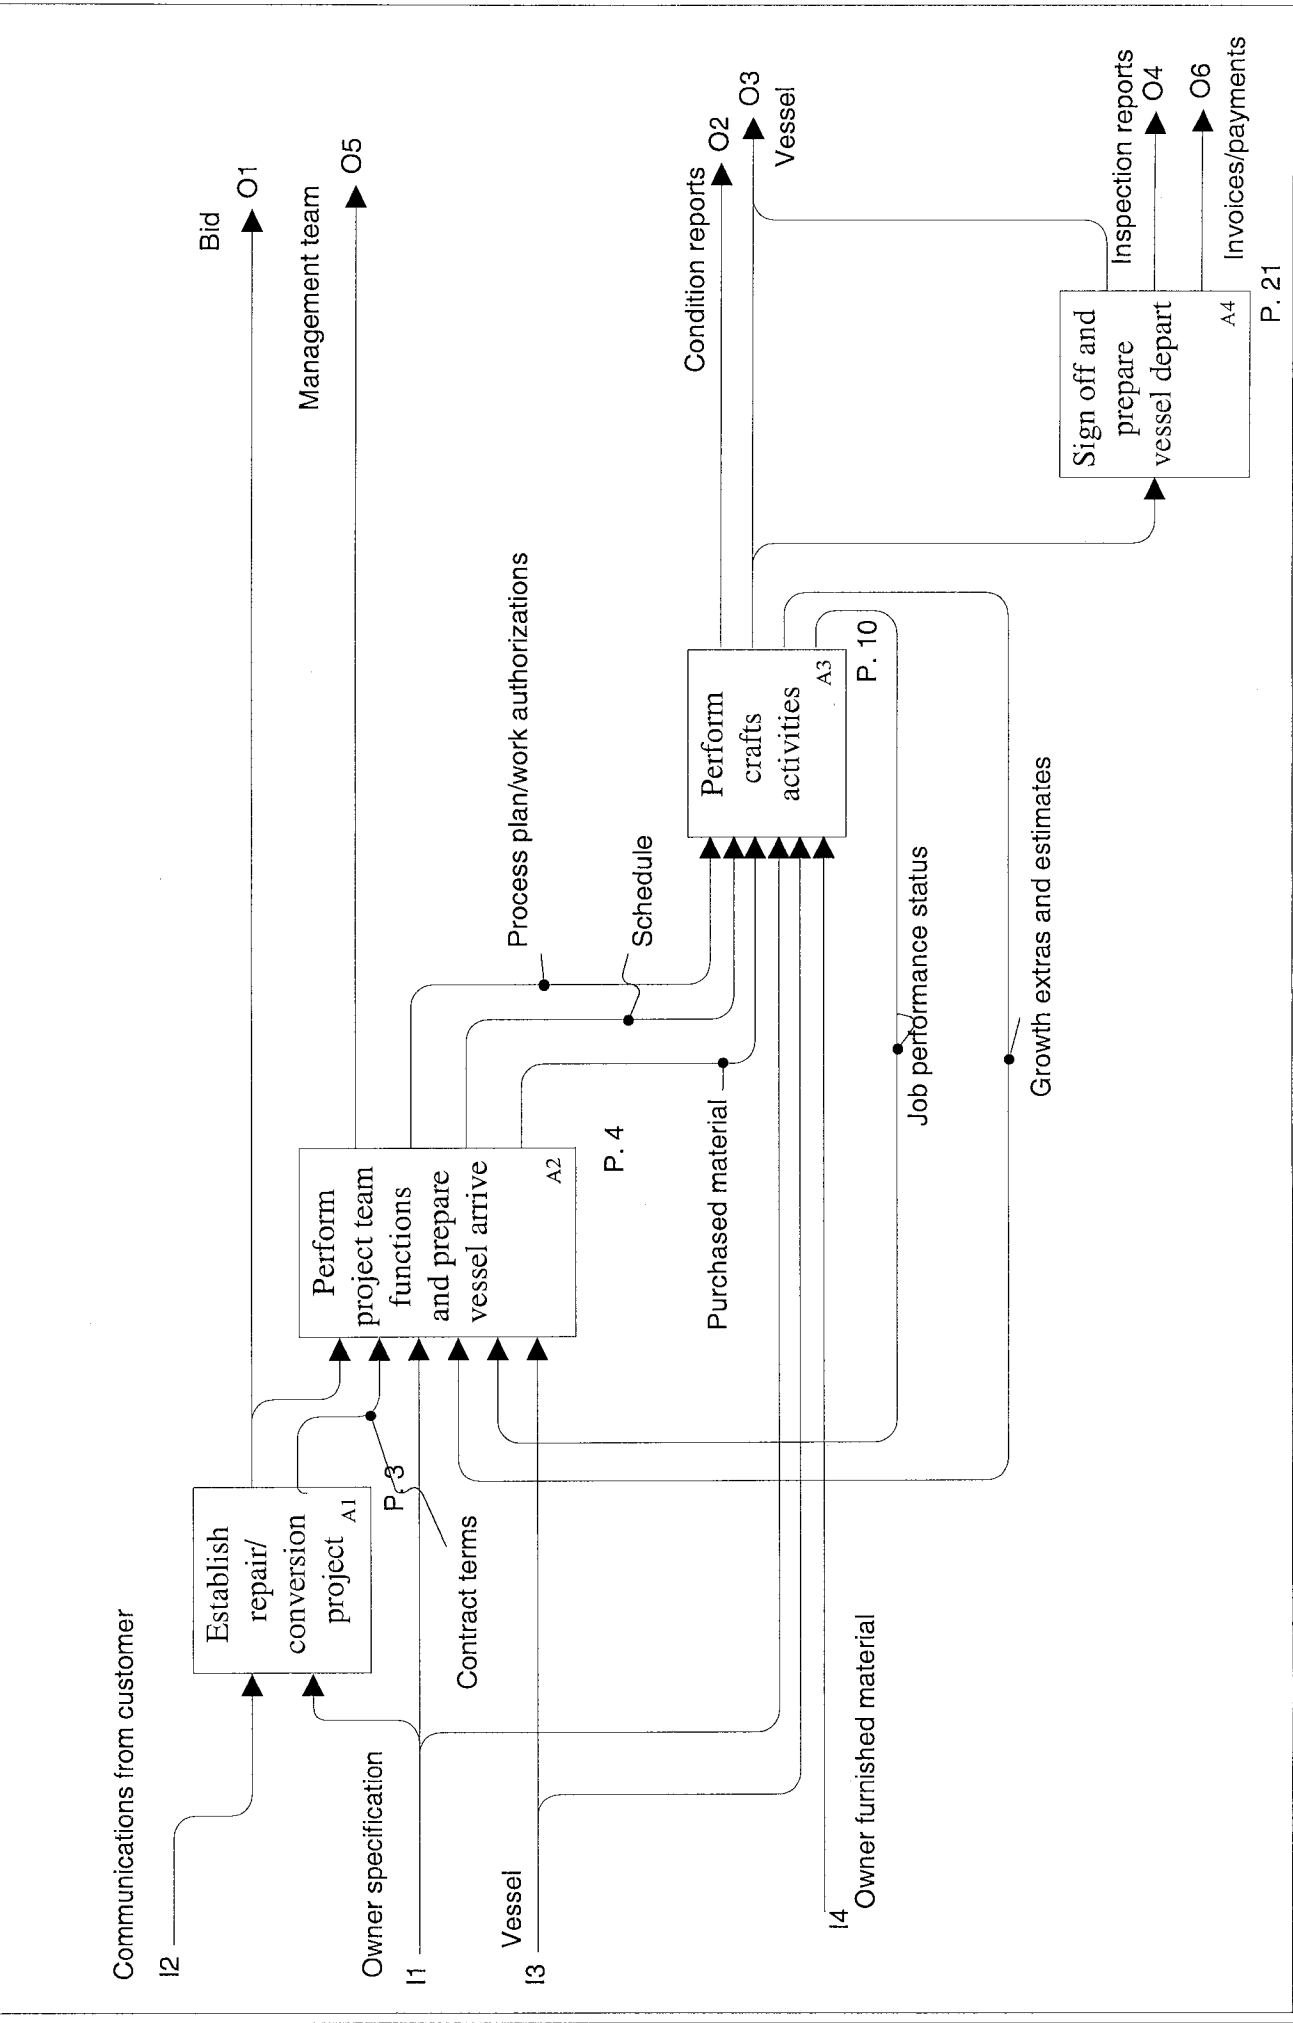 Communications from customer
I2
Owner specification
I1
Vessel
I3
I4
Owner furnished material
Establish
repair/
conversion
project
A1
P. 3
Contract terms
Perform
project team
functions
and prepare
vessel arrive
A2
P. 4
Purchased material
Process plan/work authorizations
Schedule
Job performance status
Growth extras and estimates
Perform
crafts
activities
A3
P. 10
Sign off and
prepare
vessel depart
A4
P. 21
Bid
O1
Management team
O5
Condition reports
O2
O3
Vessel
Inspection reports
O4
O6
Invoices/payments